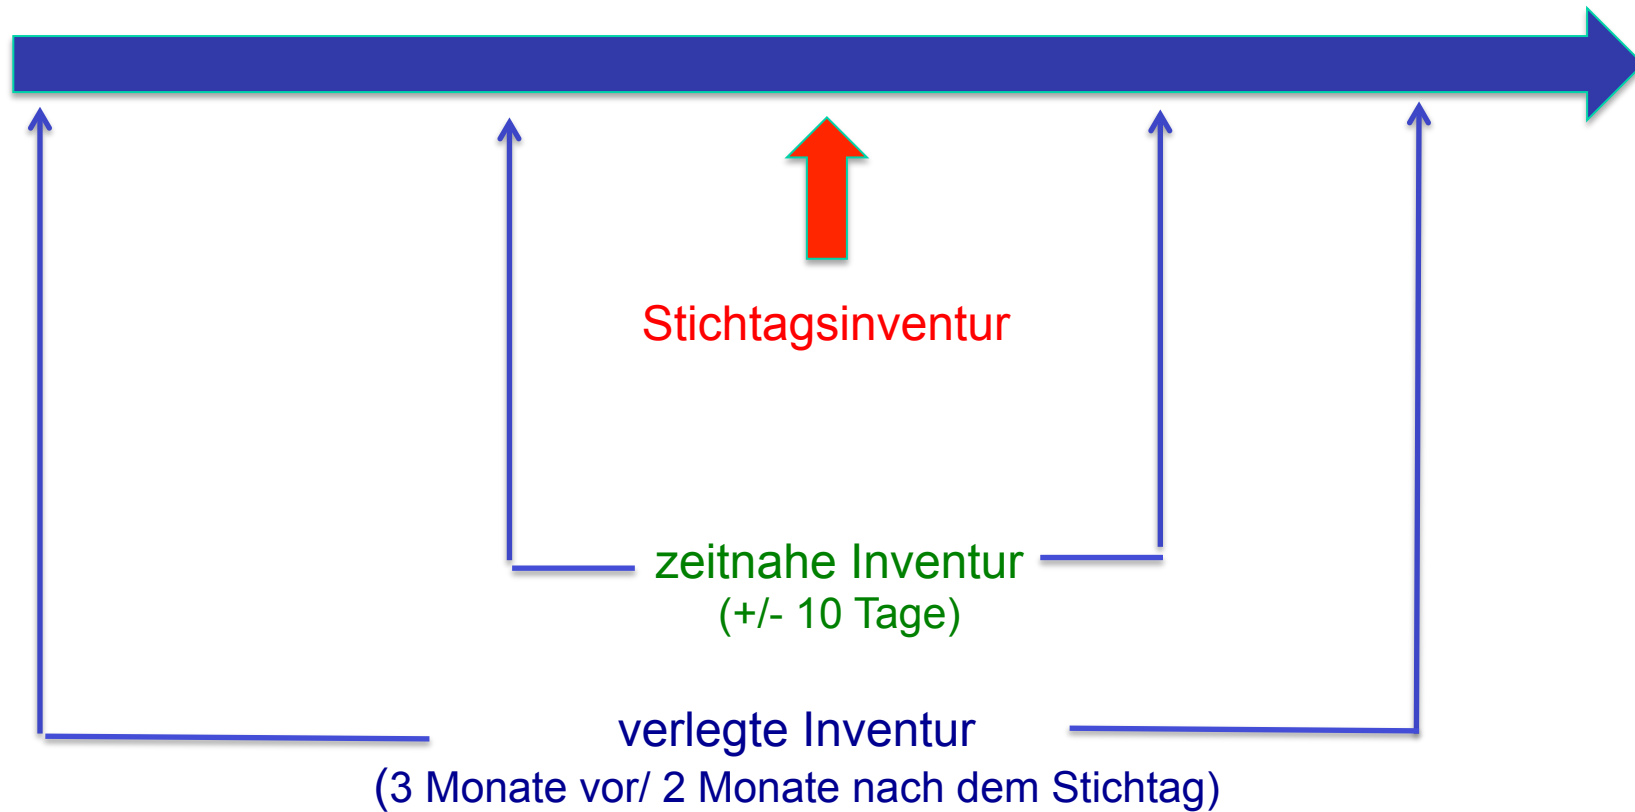 Stichtagsinventur
zeitnahe Inventur
(+/- 10 Tage)
verlegte Inventur
(3 Monate vor/ 2 Monate nach dem Stichtag)